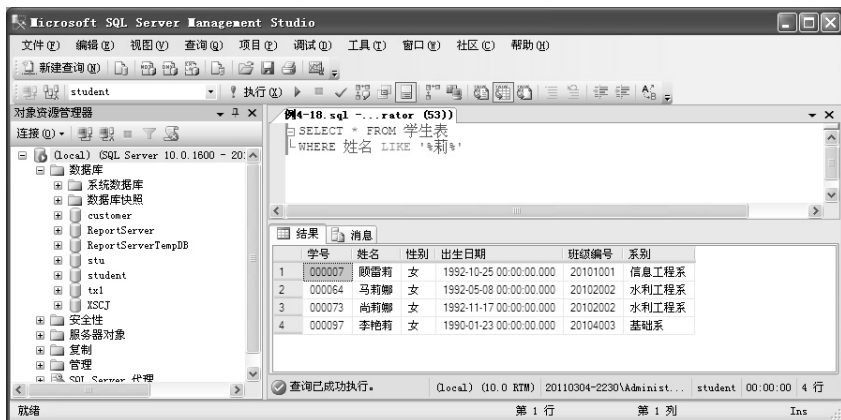 Microsoft SQL Server Management Studio
文件(F) 编辑(E) 视图(V) 查询(Q) 项目(P) 调试(D) 工具(T) 窗口(W) 社区(C) 帮助(H)
新建查询(N)
student 执行(X)
对象资源管理器
连接(O)
(local) (SQL Server 10.0.1600 - 20:
数据库
系统数据库
数据库快照
customer
ReportServer
ReportServerTempDB
stu
student
tx1
XSCJ
安全性
服务器对象
复制
管理
SQL Server 代理
例4-18.sql -...rator (53))
SELECT * FROM 学生表
WHERE 姓名 LIKE '%莉%'
结果 消息
学号 姓名 性别 出生日期 班级编号 系别
1 000007 顾雷莉 女 1992-10-25 00:00:00.000 20101001 信息工程系
2 000064 马莉娜 女 1992-05-08 00:00:00.000 20102002 水利工程系
3 000073 尚莉娜 女 1992-11-17 00:00:00.000 20102002 水利工程系
4 000097 李艳莉 女 1990-01-23 00:00:00.000 20104003 基础系
查询已成功执行。 (local) (10.0 RTM) 20110304-2230\Administ... student 00:00:00 4 行
就绪 第 1 行 第 1 列 Ins